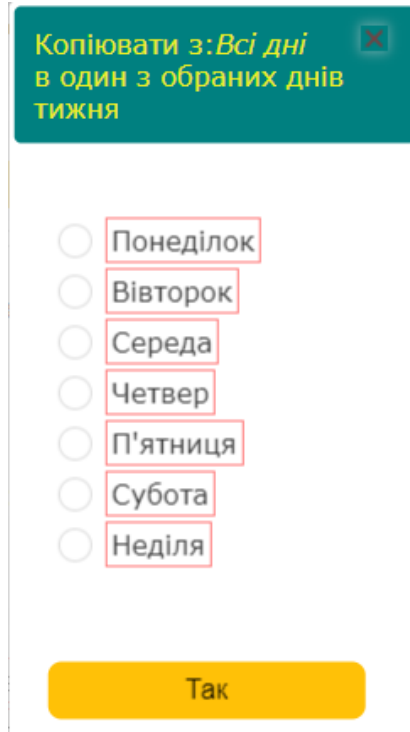 Копіювати з:Всі дні
в один з обраних днів
тижня
Понеділок
Вівторок
Середа
Четвер
П'ятниця
Субота
Неділя
Так